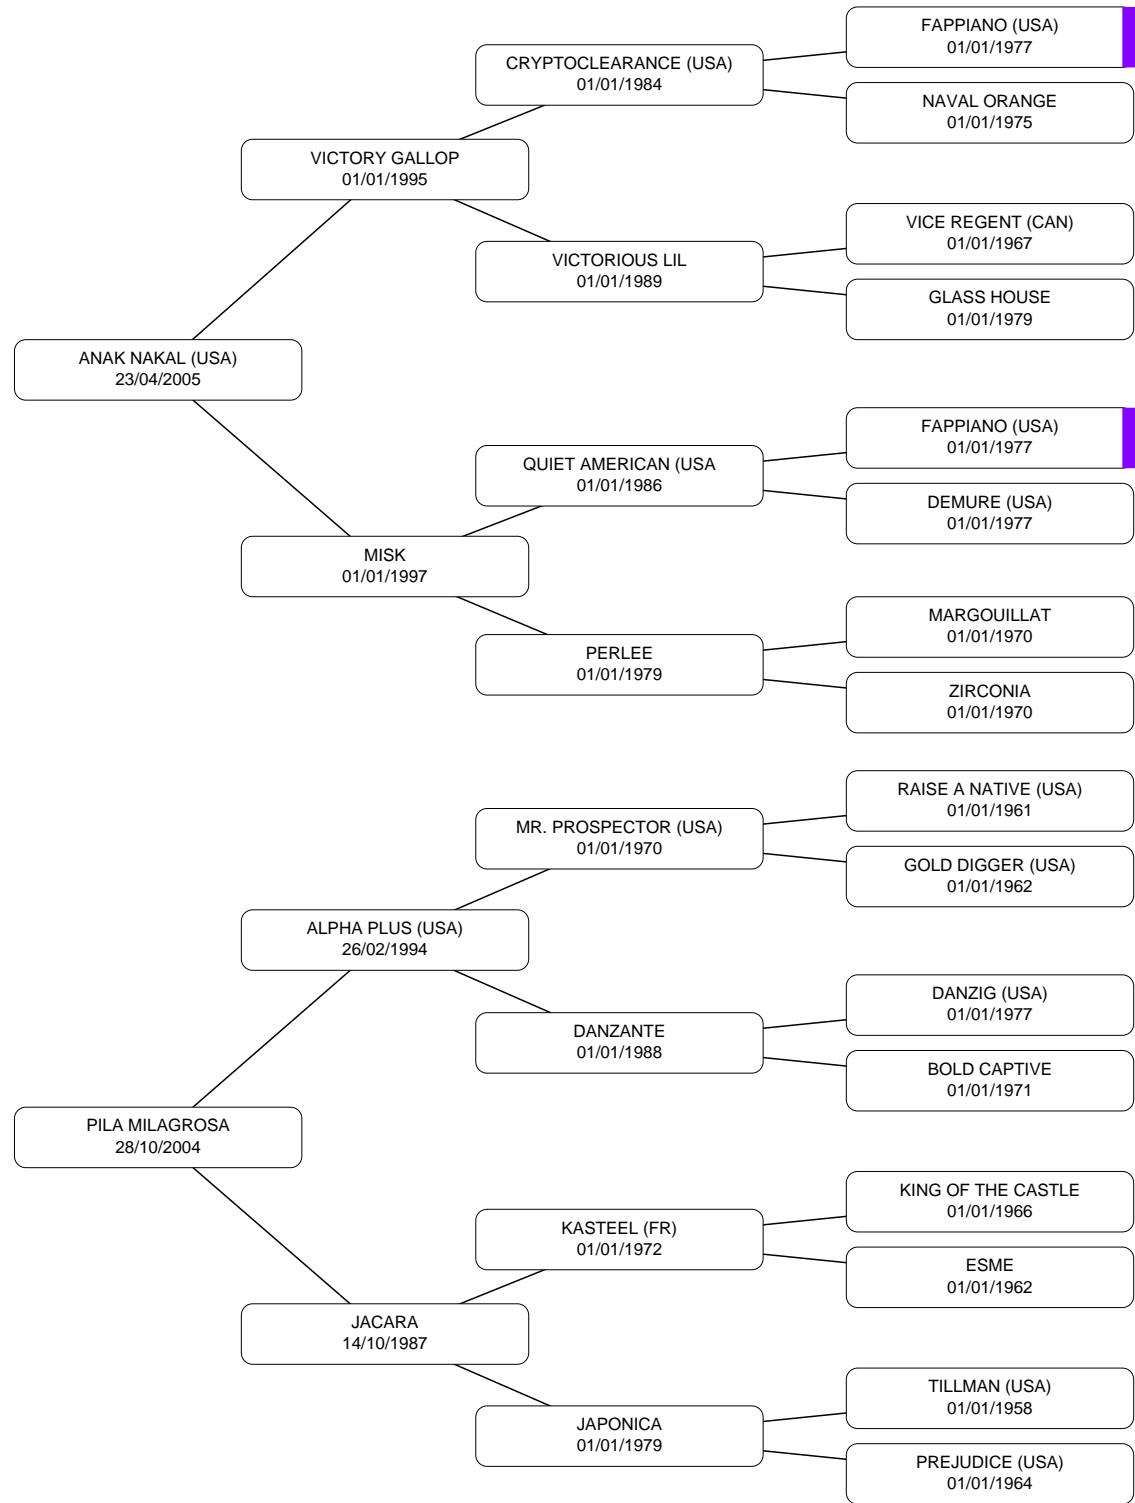 FAPPIANO (USA)
01/01/1977
CRYPTOCLEARANCE (USA)
01/01/1984
NAVAL ORANGE
01/01/1975
VICTORY GALLOP
01/01/1995
VICE REGENT (CAN)
01/01/1967
VICTORIOUS LIL
01/01/1989
GLASS HOUSE
01/01/1979
ANAK NAKAL (USA)
23/04/2005
FAPPIANO (USA)
01/01/1977
QUIET AMERICAN (USA
01/01/1986
DEMURE (USA)
01/01/1977
MISK
01/01/1997
MARGOUILLAT
01/01/1970
PERLEE
01/01/1979
ZIRCONIA
01/01/1970
RAISE A NATIVE (USA)
01/01/1961
MR. PROSPECTOR (USA)
01/01/1970
GOLD DIGGER (USA)
01/01/1962
ALPHA PLUS (USA)
26/02/1994
DANZIG (USA)
01/01/1977
DANZANTE
01/01/1988
BOLD CAPTIVE
01/01/1971
PILA MILAGROSA
28/10/2004
KING OF THE CASTLE
01/01/1966
KASTEEL (FR)
01/01/1972
ESME
01/01/1962
JACARA
14/10/1987
TILLMAN (USA)
01/01/1958
JAPONICA
01/01/1979
PREJUDICE (USA)
01/01/1964